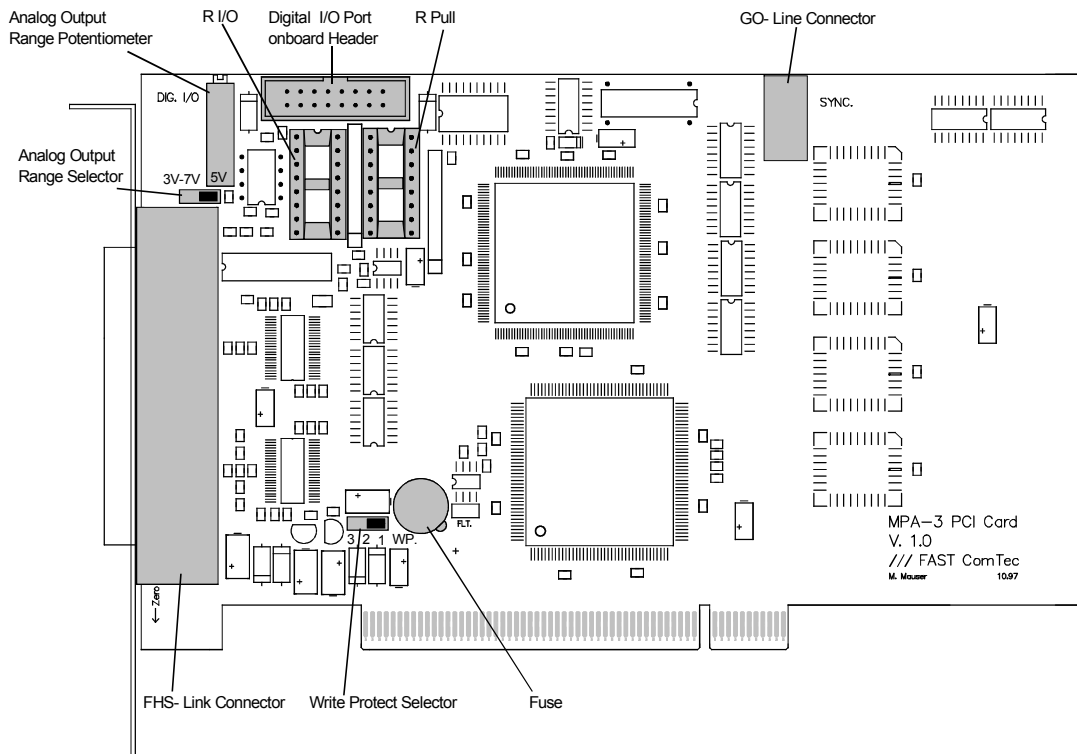 Analog Output
Range Potentiometer
R I/O
Digital I/O Port
onboard Header
R Pull
GO- Line Connector
DIG. I/O
SYNC.
Analog Output
Range Selector
3V-7V
5V
FLT.
3 2 1 WP.
MPA-3 PCI Card
V. 1.0
/// FAST ComTec
M. Mauser 10.97
← Zero
FHS- Link Connector
Write Protect Selector
Fuse